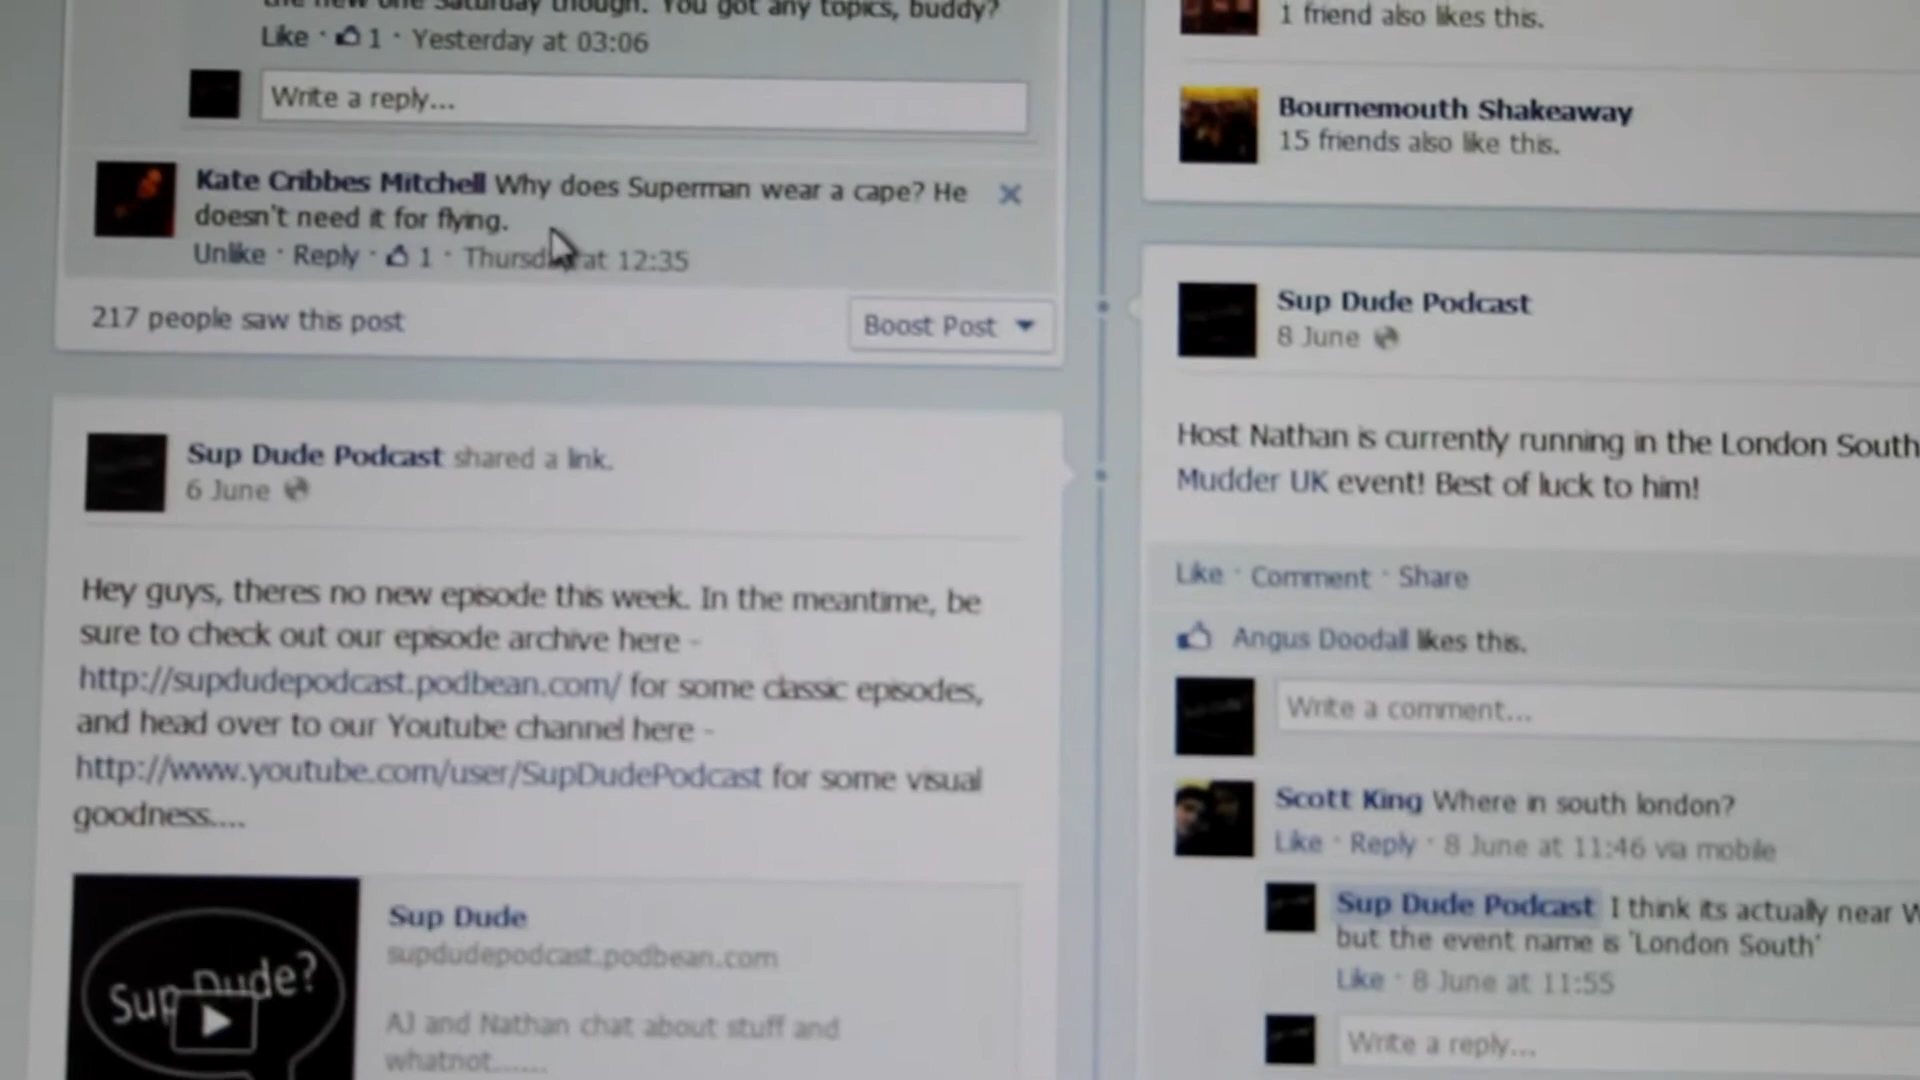 the new one Saturday though. You got any topics, buddy?
Like · 1 · Yesterday at 03:06
Write a reply...
Kate Cribbes Mitchell Why does Superman wear a cape? He
doesn't need it for flying.
Unlike · Reply · 1 · at 12:35
217 people saw this post
Boost Post
Sup Dude Podcast shared a link.
6 June
Hey guys, theres no new episode this week. In the meantime, be
sure to check out our episode archive here -
http://supdudepodcast.podbean.com/ for some classic episodes,
and head over to our Youtube channel here -
http://www.youtube.com/user/SupDudePodcast for some visual
goodness....
Sup Dude?
Sup Dude
supdudepodcast.podbean.com
AJ and Nathan chat about stuff and
whatnot......
1 friend also likes this.
Bournemouth Shakeaway
15 friends also like this.
Sup Dude Podcast
8 June
Host Nathan is currently running in the London South
Mudder UK event! Best of luck to him!
Like · Comment · Share
Angus Doodall likes this.
Write a comment...
Scott King Where in south london?
Like · Reply · 8 June at 11:46 via mobile
Sup Dude Podcast I think its actually near
but the event name is 'London South'
Like · 8 June at 11:55
Write a reply...